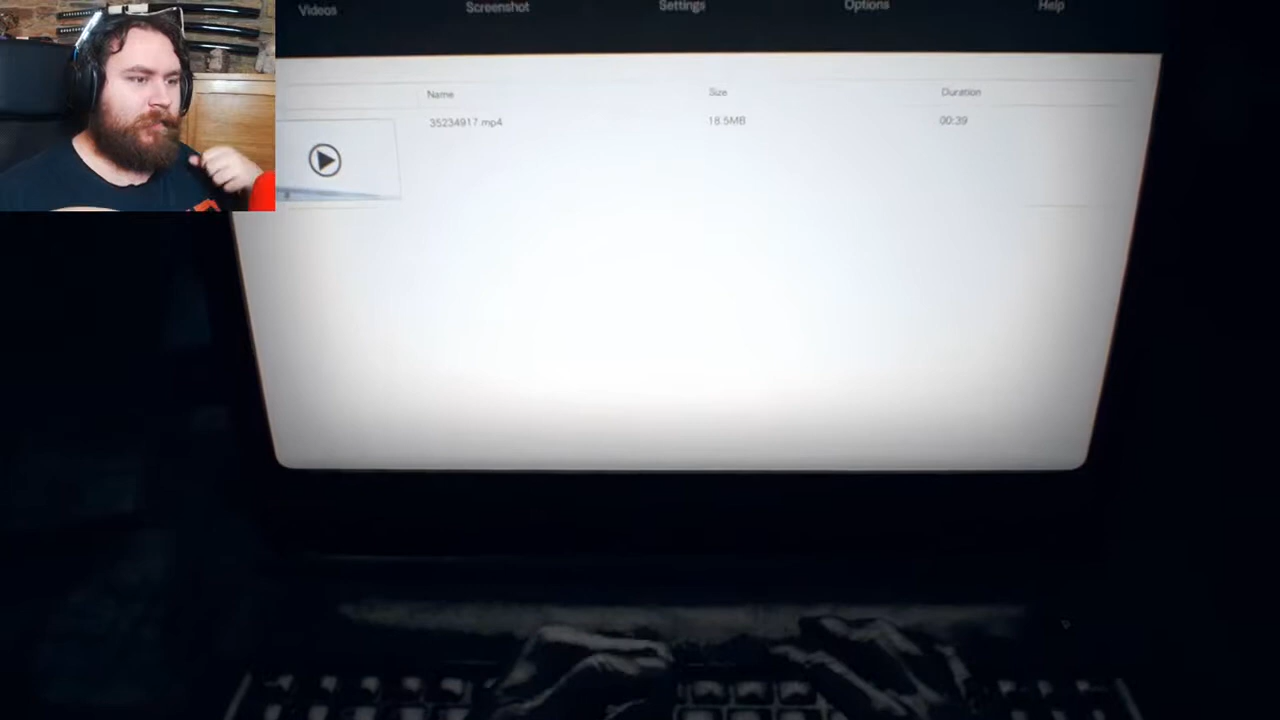 Videos Screenshot Settings Options Help
Name Size Duration
35234917.mp4 18.5MB 00:39